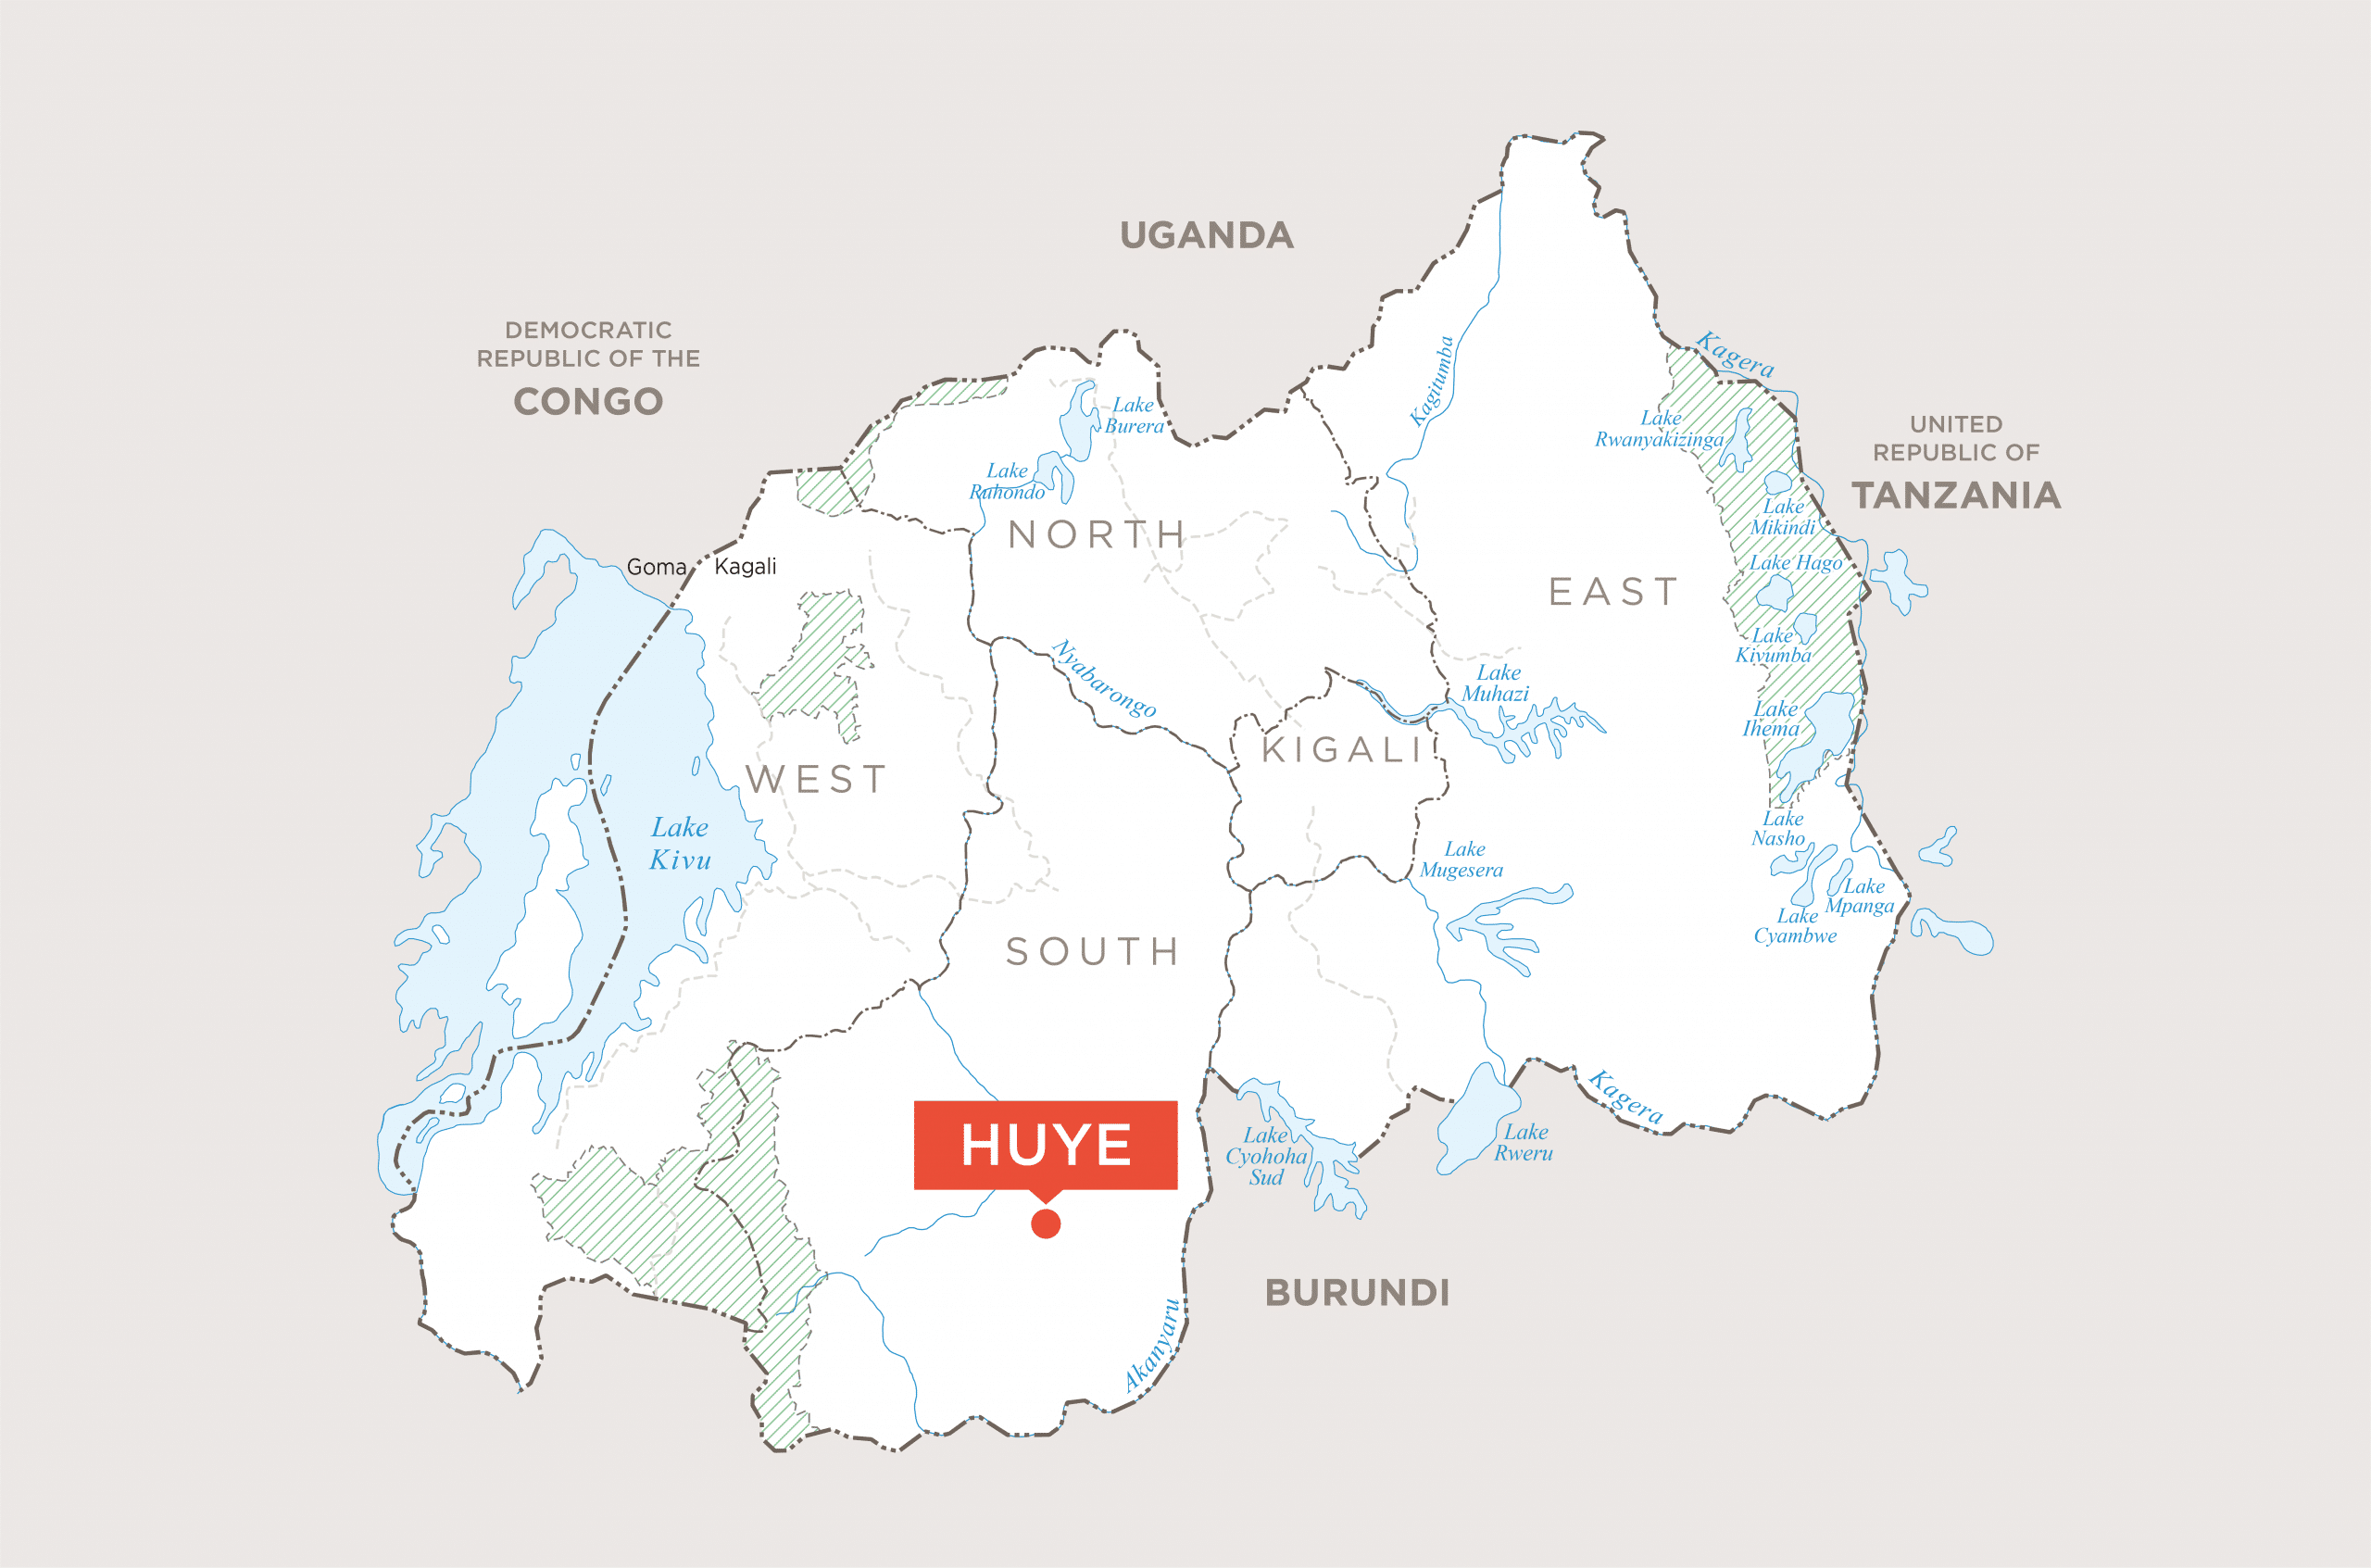 UGANDA
DEMOCRATIC
REPUBLIC OF THE
CONGO
Kagera
Kagitumba
Lake
Burera
Lake
Rwanyakizinga
UNITED
REPUBLIC OF
TANZANIA
Lake
Ruhondo
Lake
Mikindi
NORTH
Goma
Kagali
Lake Hago
EAST
Lake
Kivumba
Nyabarongo
Lake
Muhazi
Lake
Ihema
KIGALI
WEST
Lake
Kivu
Lake
Nasho
Lake
Mugesera
Lake
Mpanga
Lake
Cyambwe
SOUTH
Kagera
HUYE
Lake
Cyohoha
Sud
Lake
Rweru
BURUNDI
Akanyaru